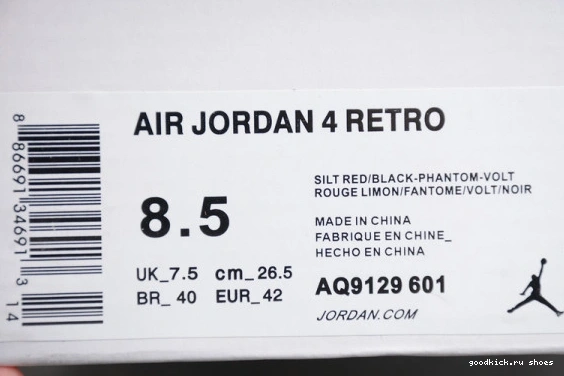 AIR JORDAN 4 RETRO
8 86691 34691 3 14
8.5
SILT RED/BLACK-PHANTOM-VOLT
ROUGE LIMON/FANTOME/VOLT/NOIR
MADE IN CHINA
FABRIQUE EN CHINE_
HECHO EN CHINA
UK_7.5 cm_26.5
BR_ 40 EUR_42
AQ9129 601
JORDAN.COM
goodkick.ru shoes